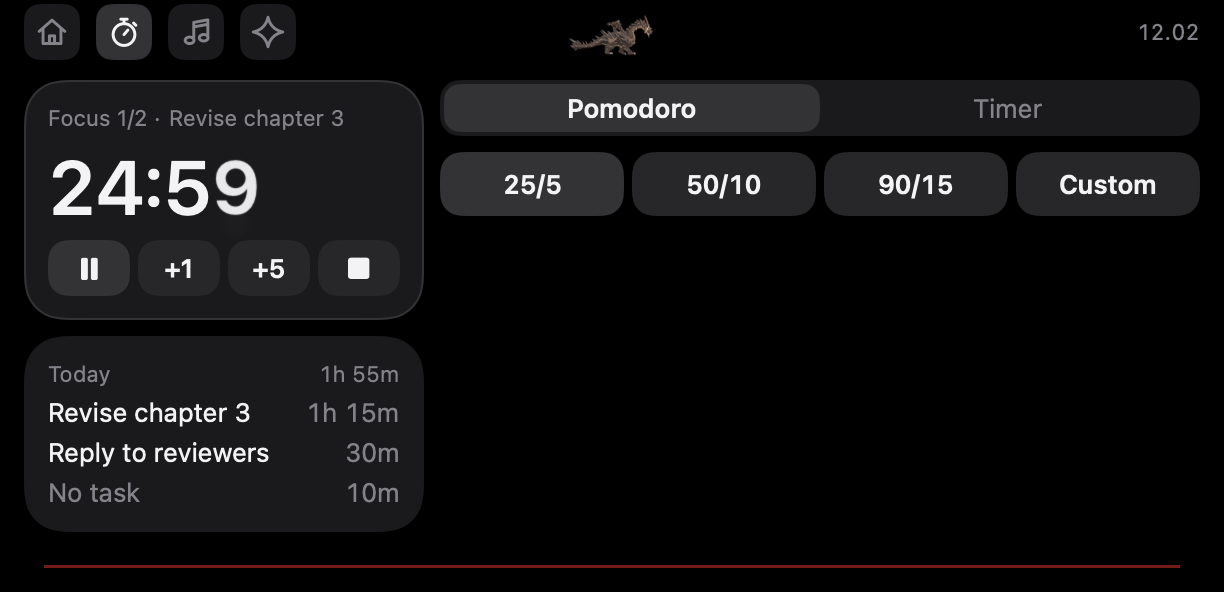 12.02
Focus 1/2 · Revise chapter 3
24:59
+1 +5
Today 1h 55m
Revise chapter 3 1h 15m
Reply to reviewers 30m
No task 10m
Pomodoro Timer
25/5 50/10 90/15 Custom